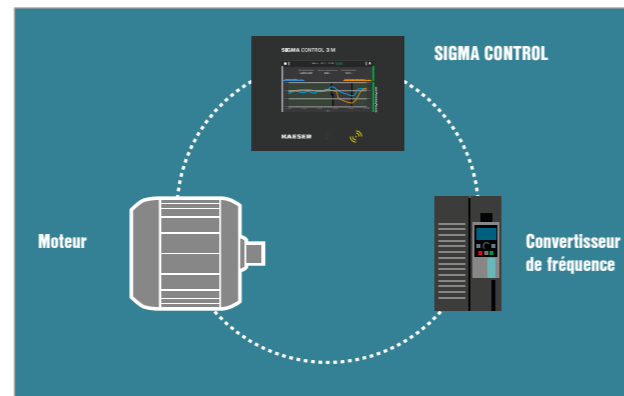 SIGMA CONTROL 3 M
SIGMA CONTROL
KAESER
Moteur
Convertisseur
de fréquence